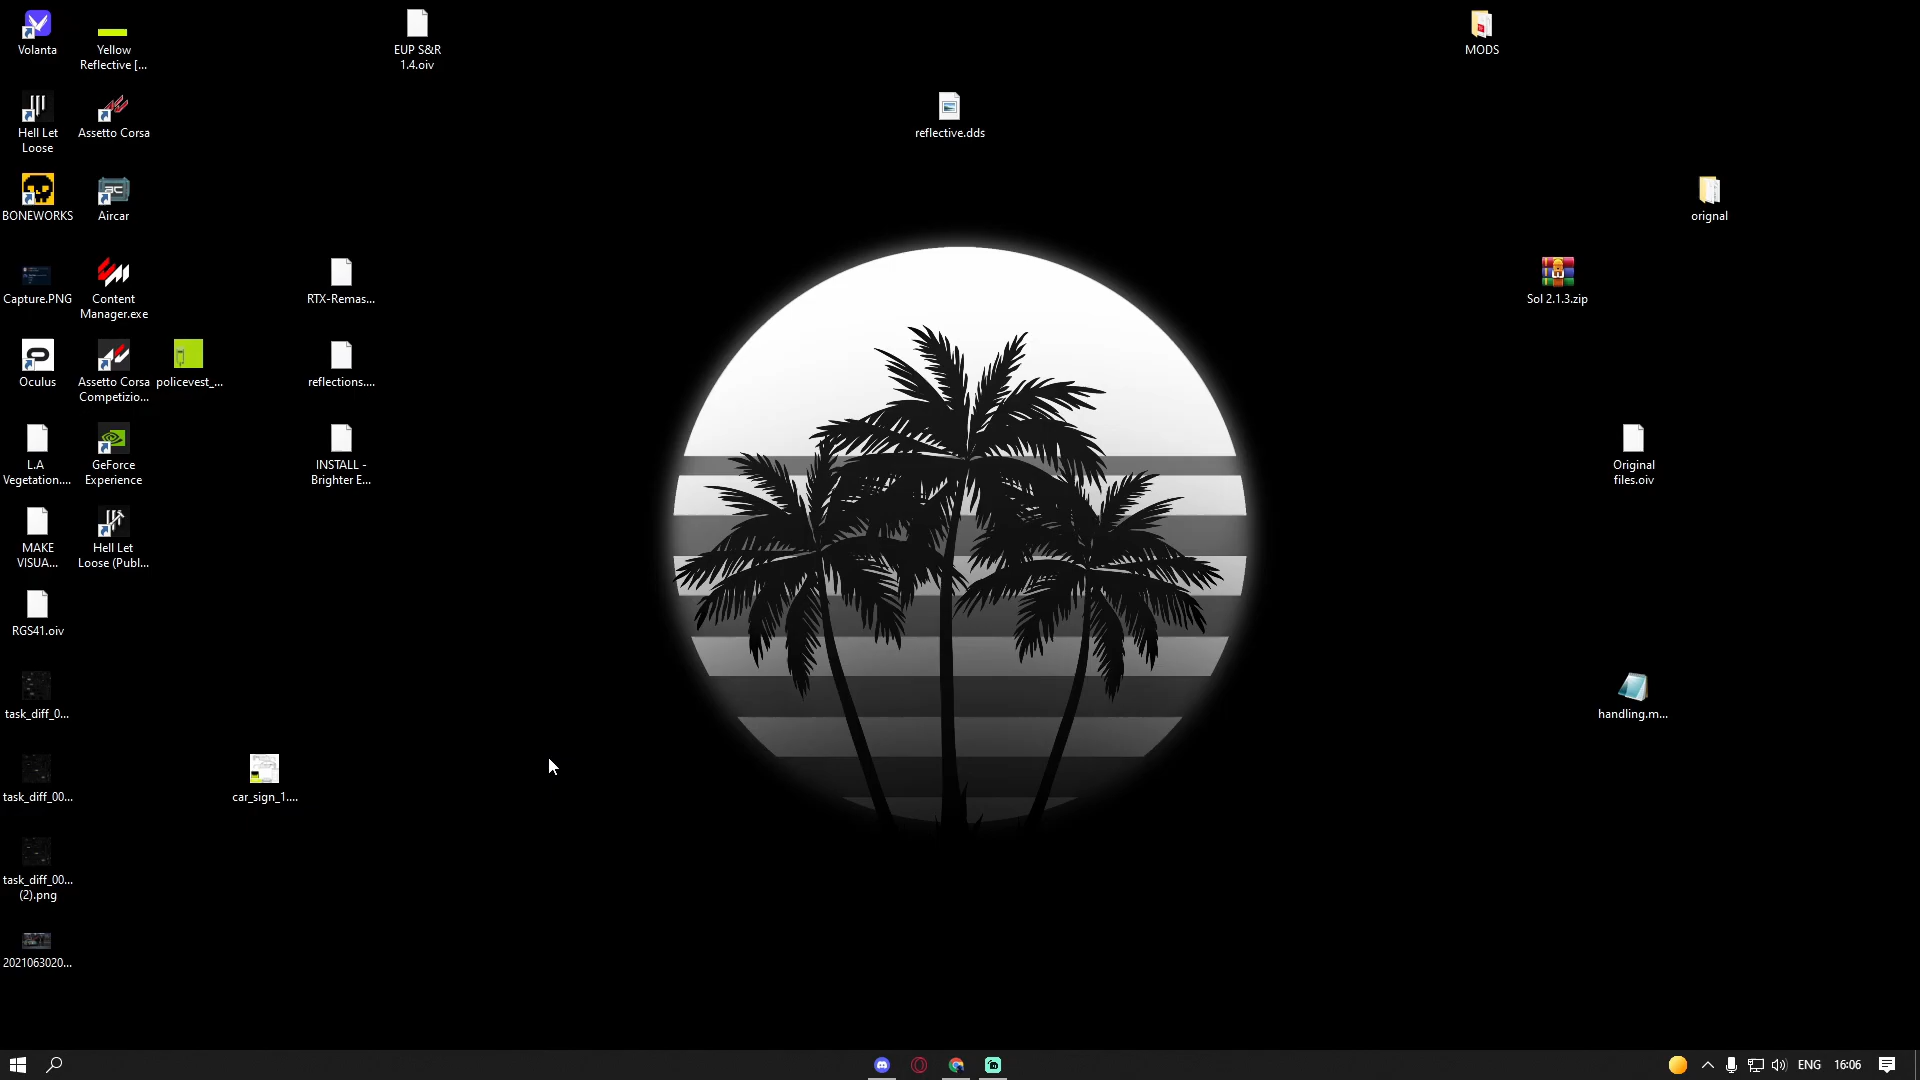 Volanta
Yellow
Reflective [...
EUP S&R
1.4.oiv
MODS
Hell Let
Loose
Assetto Corsa
reflective.dds
BONEWORKS
Aircar
orignal
Capture.PNG
Content
Manager.exe
RTX-Remas...
Sol 2.1.3.zip
Oculus
Assetto Corsa
Competizio...
policevest_...
reflections....
L.A
Vegetation....
GeForce
Experience
INSTALL -
Brighter E...
Original
files.oiv
MAKE
VISUA...
Hell Let
Loose (Publ...
RGS41.oiv
task_diff_0...
handling.m...
task_diff_00...
car_sign_1....
task_diff_00...
(2).png
2021063020...
ENG 16:06